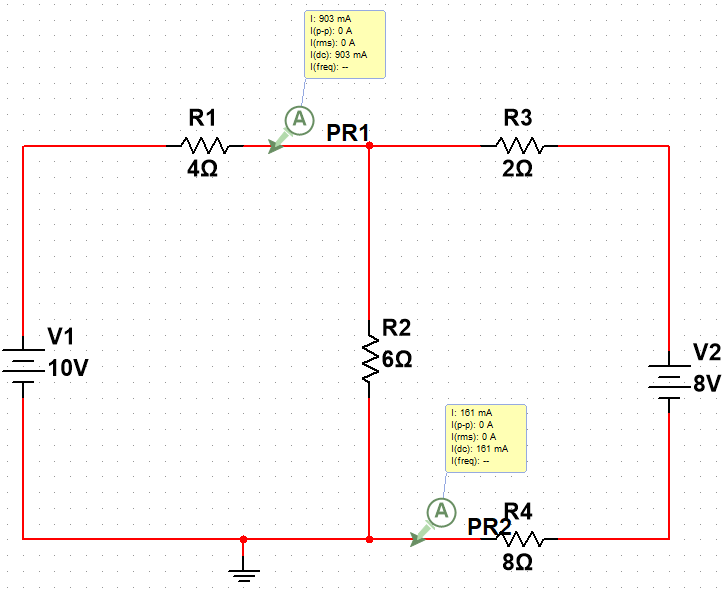 I: 903 mA
I(p-p): 0 A
I(rms): 0 A
I(dc): 903 mA
I(freq): --
A
R1
PR1
R3
4Ω
2Ω
V1
10V
R2
6Ω
V2
8V
I: 161 mA
I(p-p): 0 A
I(rms): 0 A
I(dc): 161 mA
I(freq): --
A
R4
PR2
8Ω